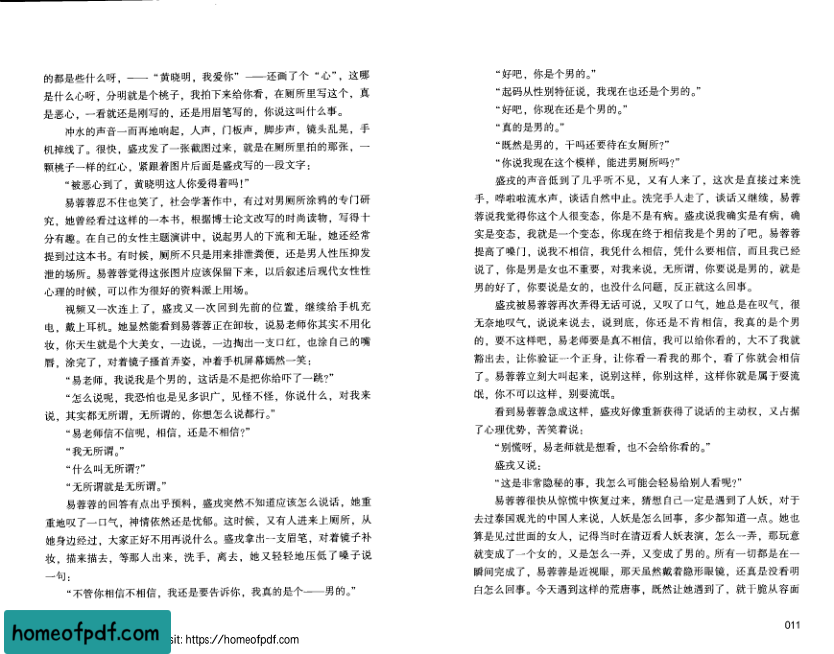 的都是些什么呀，——“黄晓明，我爱你”——还画了个“心”，这哪
是什么心呀，分明就是个桃子，我拍下来给你看，在厕所里写这个，真
是恶心，一看就还是刚写的，还是用眉笔写的，你说这叫什么事。
冲水的声音一而再地响起，人声，门板声，脚步声，镜头乱晃，手
机掉线了。很快，盛戎发了一张截图过来，就是在厕所里拍的那张，一
颗桃子一样的红心，紧跟着图片后面是盛戎写的一段文字：
“被恶心到了，黄晓明这人你爱得着吗！”
易蓉蓉忍不住也笑了，社会学著作中，有过对男厕所涂鸦的专门研
究，她曾经看过这样的一本书，根据博士论文改写的时尚读物，写得十
分有趣。在自己的女性主题演讲中，说起男人的下流和无耻，她还经常
提到过这本书。有时候，厕所不只是用来排泄粪便，还是男人性压抑发
泄的场所。易蓉蓉觉得这张图片应该保留下来，以后叙述后现代女性性
心理的时候，可以作为很好的资料派上用场。
视频又一次连上了，盛戎又一次回到先前的位置，继续给手机充
电，戴上耳机。她显然能看到易蓉蓉正在卸妆，说易老师你其实不用化
妆，你天生就是个大美女，一边说，一边掏出一支口红，也涂自己的嘴
唇，涂完了，对着镜子搔首弄姿，冲着手机屏幕嫣然一笑：
“易老师，我说我是个男的，这话是不是把你给吓了一跳？”
“怎么说呢，我恐怕也是见多识广，见怪不怪，你说什么，对我来
说，其实都无所谓，无所谓的，你想怎么说都行。”
“易老师信不信呢，相信，还是不相信？”
“我无所谓。”
“什么叫无所谓？”
“无所谓就是无所谓。”
易蓉蓉的回答有点出乎预料，盛戎突然不知道应该怎么说话，她重
重地叹了一口气，神情依然还是忧郁。这时候，又有人进来上厕所，从
她身边经过，大家正好不用再说什么。盛戎拿出一支眉笔，对着镜子补
妆，描来描去，等那人出来，洗手，离去，她又轻轻地压低了嗓子说
一句：
“不管你相信不相信，我还是要告诉你，我真的是个——男的。”
“好吧，你是个男的。”
“起码从性别特征说，我现在也还是个男的。”
“好吧，你现在还是个男的。”
“真的是男的。”
“既然是男的，干吗还要待在女厕所？”
“你说我现在这个模样，能进男厕所吗？”
盛戎的声音低到了几乎听不见，又有人来了，这次是直接过来洗
手，哗啦啦流水声，谈话自然中止。洗完手人走了，谈话又继续，易蓉
蓉说我觉得你这个人很变态，你是不是有病。盛戎说我确实是有病，确
实是变态，我就是一个变态，你现在终于相信我是个男的了吧。易蓉蓉
提高了嗓门，说我不相信，我凭什么相信，凭什么要相信，而且我已经
说了，你是男是女也不重要，对我来说，无所谓，你要说是男的，就是
男的好了，你要说是女的，也没什么问题，反正就这么回事。
盛戎被易蓉蓉再次弄得无话可说，又叹了口气，她总是在叹气，很
无奈地叹气，说说来说去，说到底，你还是不肯相信，我真的是个男
的，要不这样吧，易老师要是真不相信，我可以给你看的，大不了我就
豁出去，让你验证一个正身，让你看一看我的那个，看了你就会相信
了。易蓉蓉立刻大叫起来，说别这样，你别这样，这样你就是属于耍流
氓，你不可以这样，别耍流氓。
看到易蓉蓉急成这样，盛戎好像重新获得了说话的主动权，又占据
了心理优势，苦笑着说：
“别慌呀，易老师就是想看，也不会给你看的。”
盛戎又说：
“这是非常隐秘的事，我怎么可能会轻易给别人看呢？”
易蓉蓉很快从惊慌中恢复过来，猜想自己一定是遇到了人妖，对于
去过泰国观光的中国人来说，人妖是怎么回事，多少都知道一点。她也
算是见过世面的女人，记得当时在清迈看人妖表演，怎么一弄，那玩意
就变成了一个女的，又是怎么一弄，又变成了男的。所有一切都是在一
瞬间完成了，易蓉蓉是近视眼，那天虽然戴着隐形眼镜，还真是没看明
白怎么回事。今天遇到这样的荒唐事，既然让她遇到了，就干脆从容面
011
homeofpdf.com
sit: https://homeofpdf.com